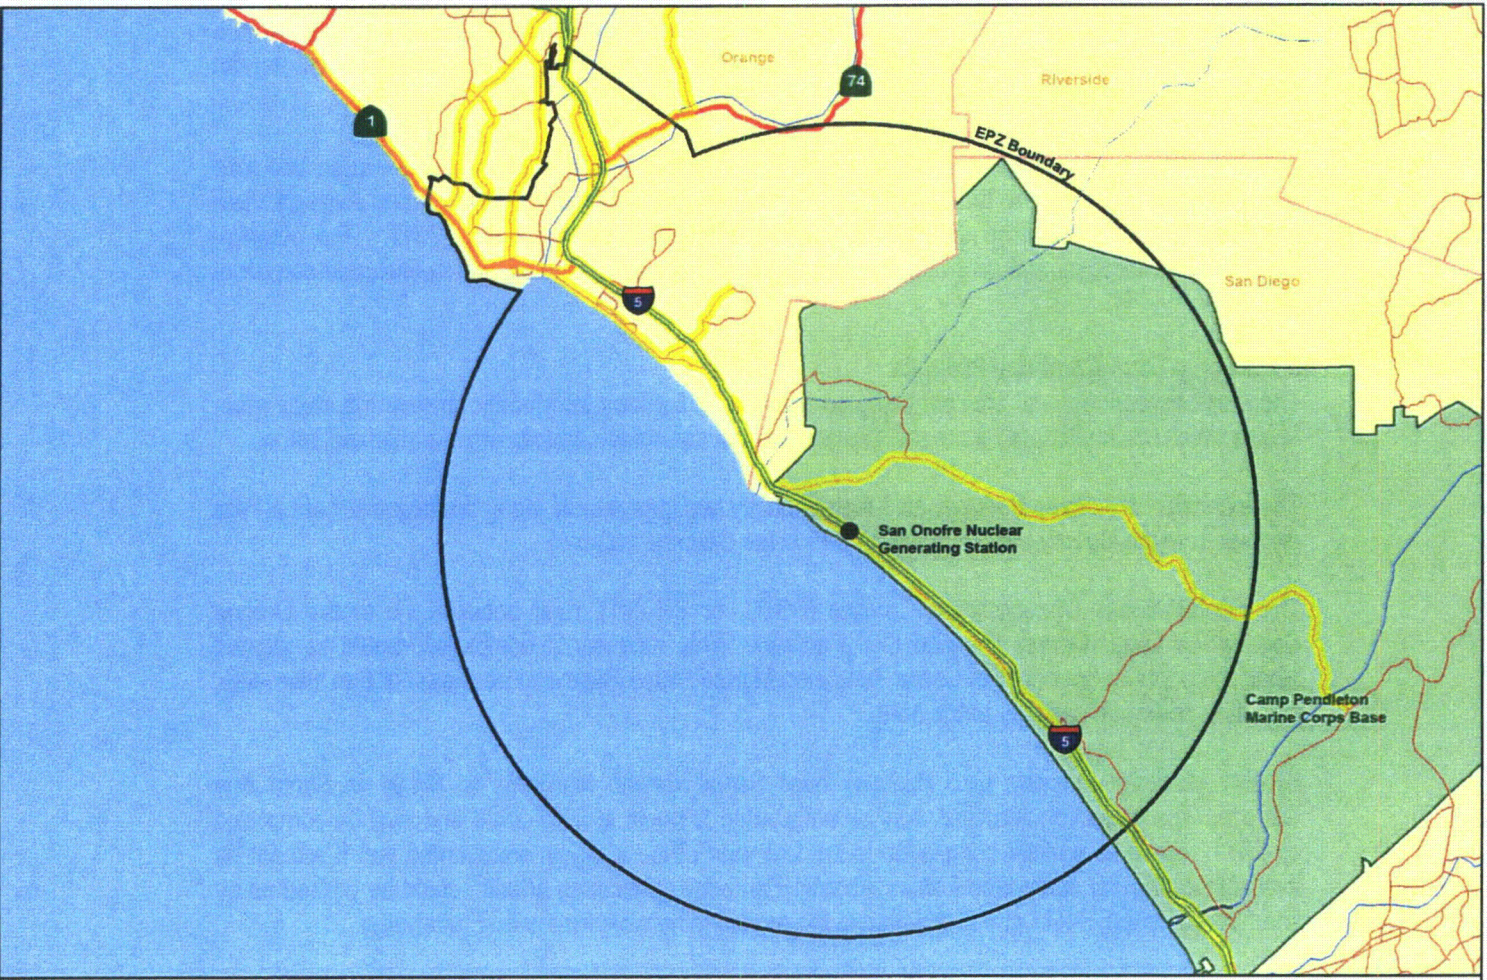 Orange
74
Riverside
1
EPZ Boundary
San Diego
5
San Onofre Nuclear
Generating Station
Camp Pendleton
Marine Corps Base
5